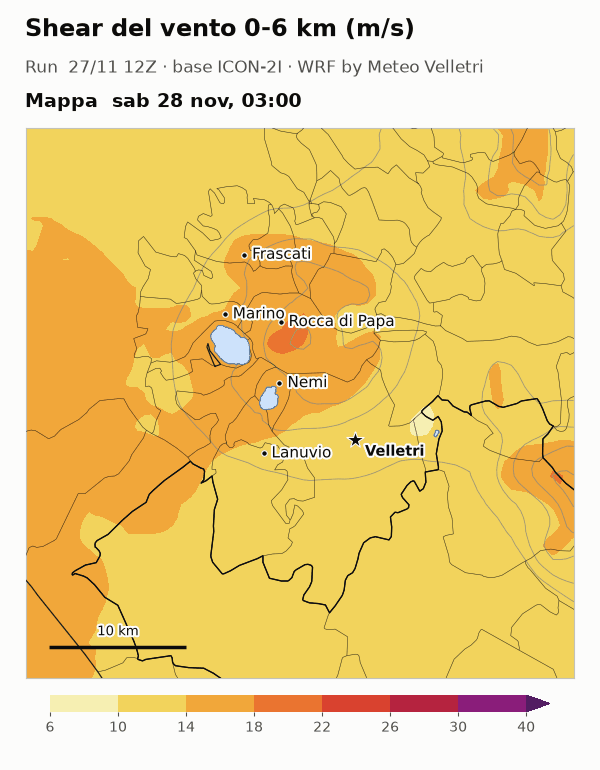 Shear del vento 0-6 km (m/s)
Run  27/11 12Z · base ICON-2I · WRF by Meteo Velletri
Mappa  sab 28 nov, 03:00
Frascati
Marino
Rocca di Papa
Nemi
Velletri
Lanuvio
10 km
6 10 14 18 22 26 30 40